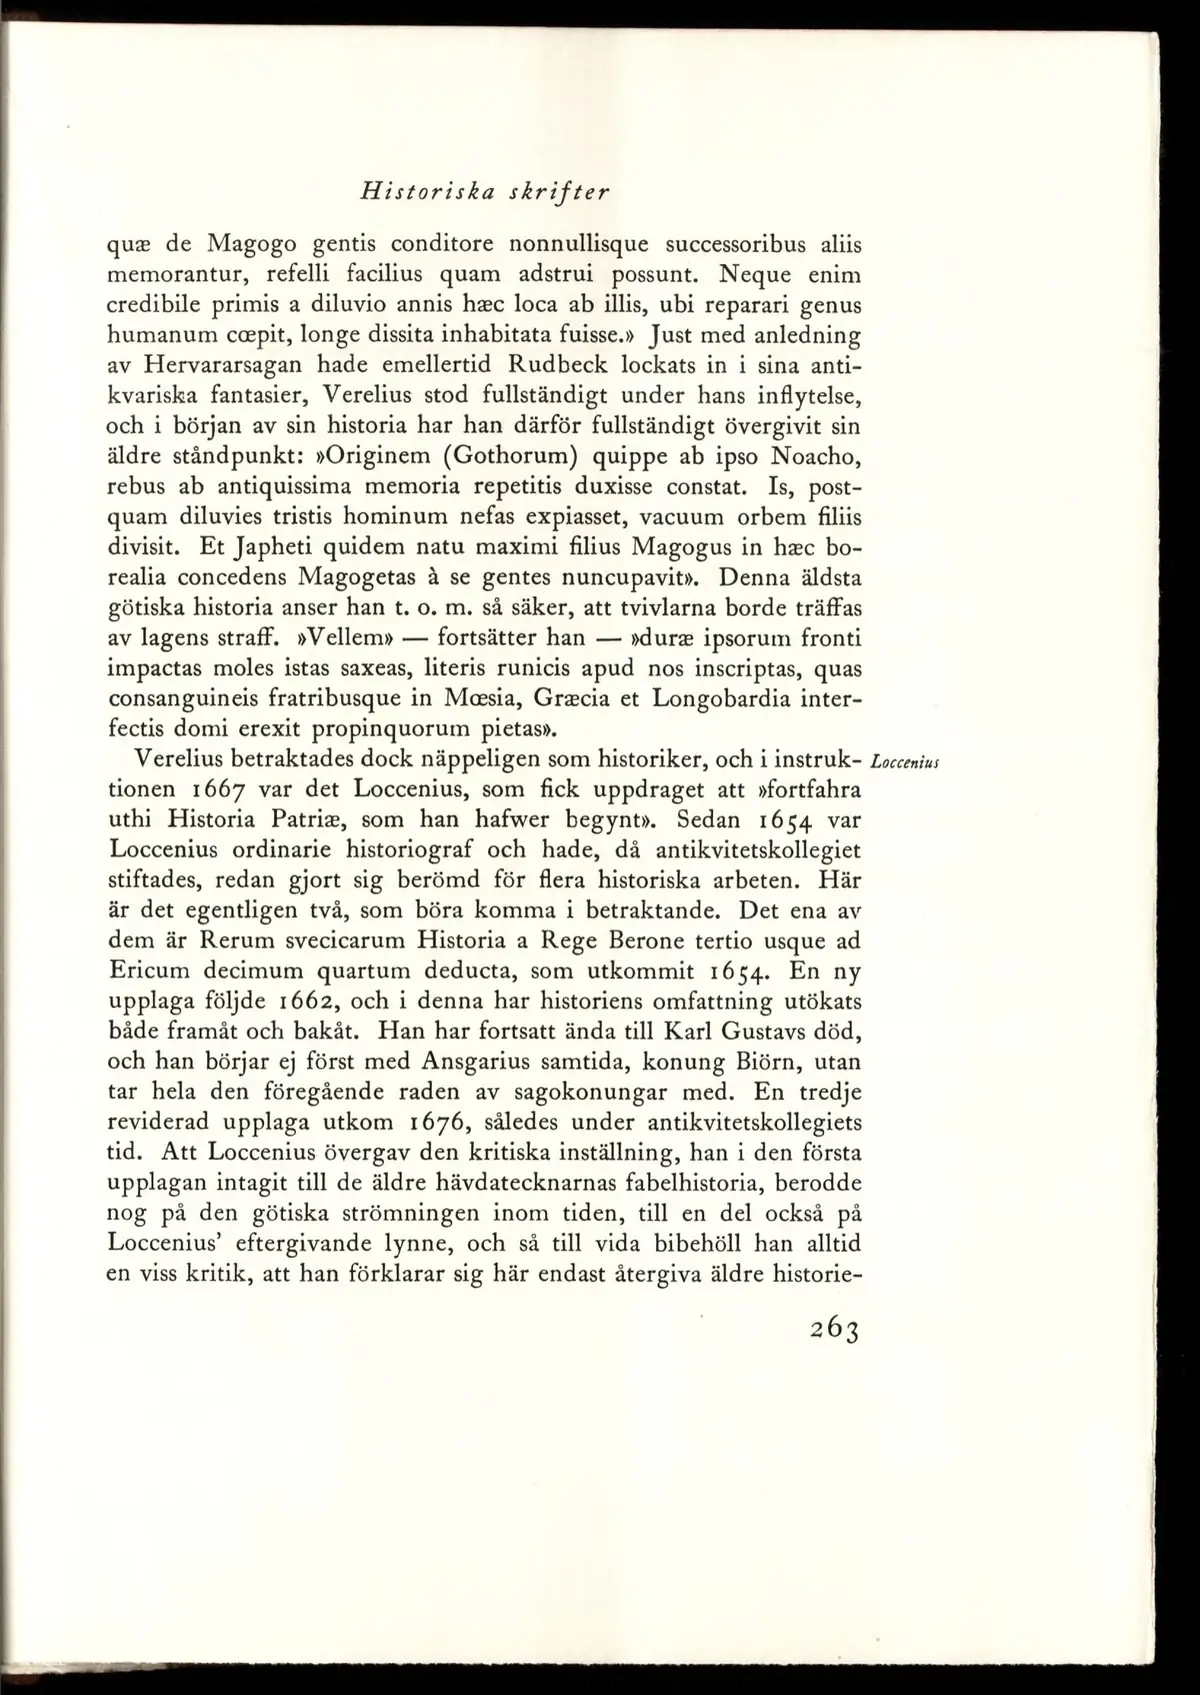 Historiska skrifter
quæ de Magogo gentis conditore nonnullisque successoribus aliis
memorantur, refelli facilius quam adstrui possunt. Neque enim
credibile primis a diluvio annis hæc loca ab illis, ubi reparari genus
humanum cœpit, longe dissita inhabitata fuisse.» Just med anledning
av Hervararsagan hade emellertid Rudbeck lockats in i sina anti-
kvariska fantasier, Verelius stod fullständigt under hans inflytelse,
och i början av sin historia har han därför fullständigt övergivit sin
äldre ståndpunkt: »Originem (Gothorum) quippe ab ipso Noacho,
rebus ab antiquissima memoria repetitis duxisse constat. Is, post-
quam diluvies tristis hominum nefas expiasset, vacuum orbem filiis
divisit. Et Japheti quidem natu maximi filius Magogus in hæc bo-
realia concedens Magogetas à se gentes nuncupavit». Denna äldsta
götiska historia anser han t. o. m. så säker, att tvivlarna borde träffas
av lagens straff. »Vellem» — fortsätter han — »duræ ipsorum fronti
impactas moles istas saxeas, literis runicis apud nos inscriptas, quas
consanguineis fratribusque in Mœsia, Græcia et Longobardia inter-
fectis domi erexit propinquorum pietas».
Verelius betraktades dock näppeligen som historiker, och i instruk- Loccenius
tionen 1667 var det Loccenius, som fick uppdraget att »fortfahra
uthi Historia Patriæ, som han hafwer begynt». Sedan 1654 var
Loccenius ordinarie historiograf och hade, då antikvitetskollegiet
stiftades, redan gjort sig berömd för flera historiska arbeten. Här
är det egentligen två, som böra komma i betraktande. Det ena av
dem är Rerum svecicarum Historia a Rege Berone tertio usque ad
Ericum decimum quartum deducta, som utkommit 1654. En ny
upplaga följde 1662, och i denna har historiens omfattning utökats
både framåt och bakåt. Han har fortsatt ända till Karl Gustavs död,
och han börjar ej först med Ansgarius samtida, konung Biörn, utan
tar hela den föregående raden av sagokonungar med. En tredje
reviderad upplaga utkom 1676, således under antikvitetskollegiets
tid. Att Loccenius övergav den kritiska inställning, han i den första
upplagan intagit till de äldre hävdatecknarnas fabelhistoria, berodde
nog på den götiska strömningen inom tiden, till en del också på
Loccenius’ eftergivande lynne, och så till vida bibehöll han alltid
en viss kritik, att han förklarar sig här endast återgiva äldre historie-
263